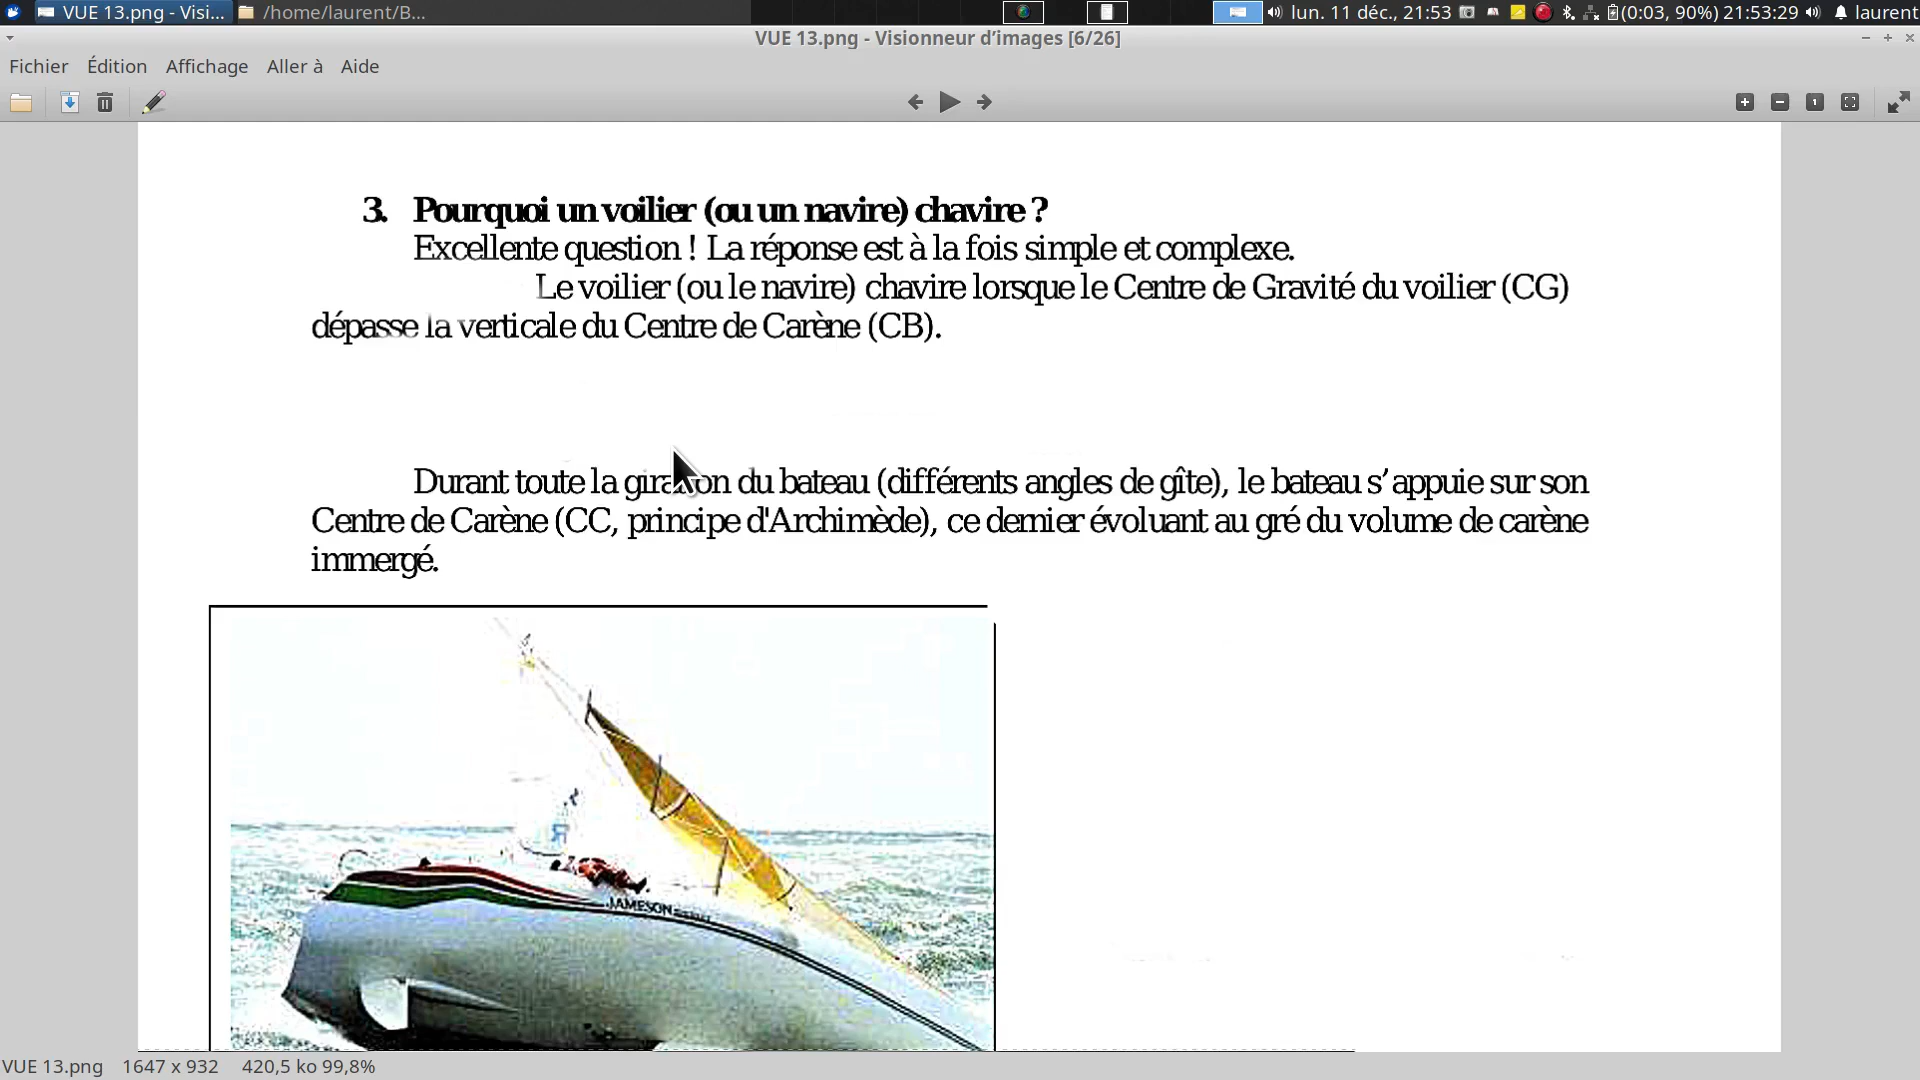 VUE 13.png - Visi... /home/laurent/B... lun. 11 déc., 21:53 (0:03, 90%) 21:53:29 laurent
VUE 13.png - Visionneur d’images [6/26]
Fichier Édition Affichage Aller à Aide
3. Pourquoi un voilier (ou un navire) chavire ?
Excellente question ! La réponse est à la fois simple et complexe.
Le voilier (ou le navire) chavire lorsque le Centre de Gravité du voilier (CG)
dépasse la verticale du Centre de Carène (CB).
Durant toute la giration du bateau (différents angles de gîte), le bateau s’appuie sur son
Centre de Carène (CC, principe d'Archimède), ce dernier évoluant au gré du volume de carène
immergé.
JAMESON
VUE 13.png 1647 x 932 420,5 ko 99,8%